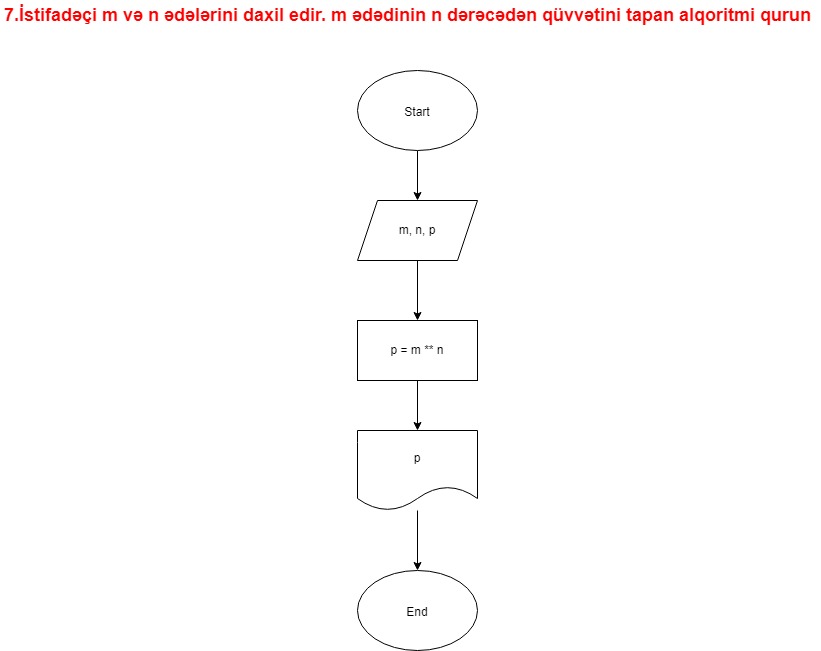 7.İstifadəçi m və n ədələrini daxil edir. m ədədinin n dərəcədən qüvvətini tapan alqoritmi qurun
Start
m, n, p
p = m ** n
p
End